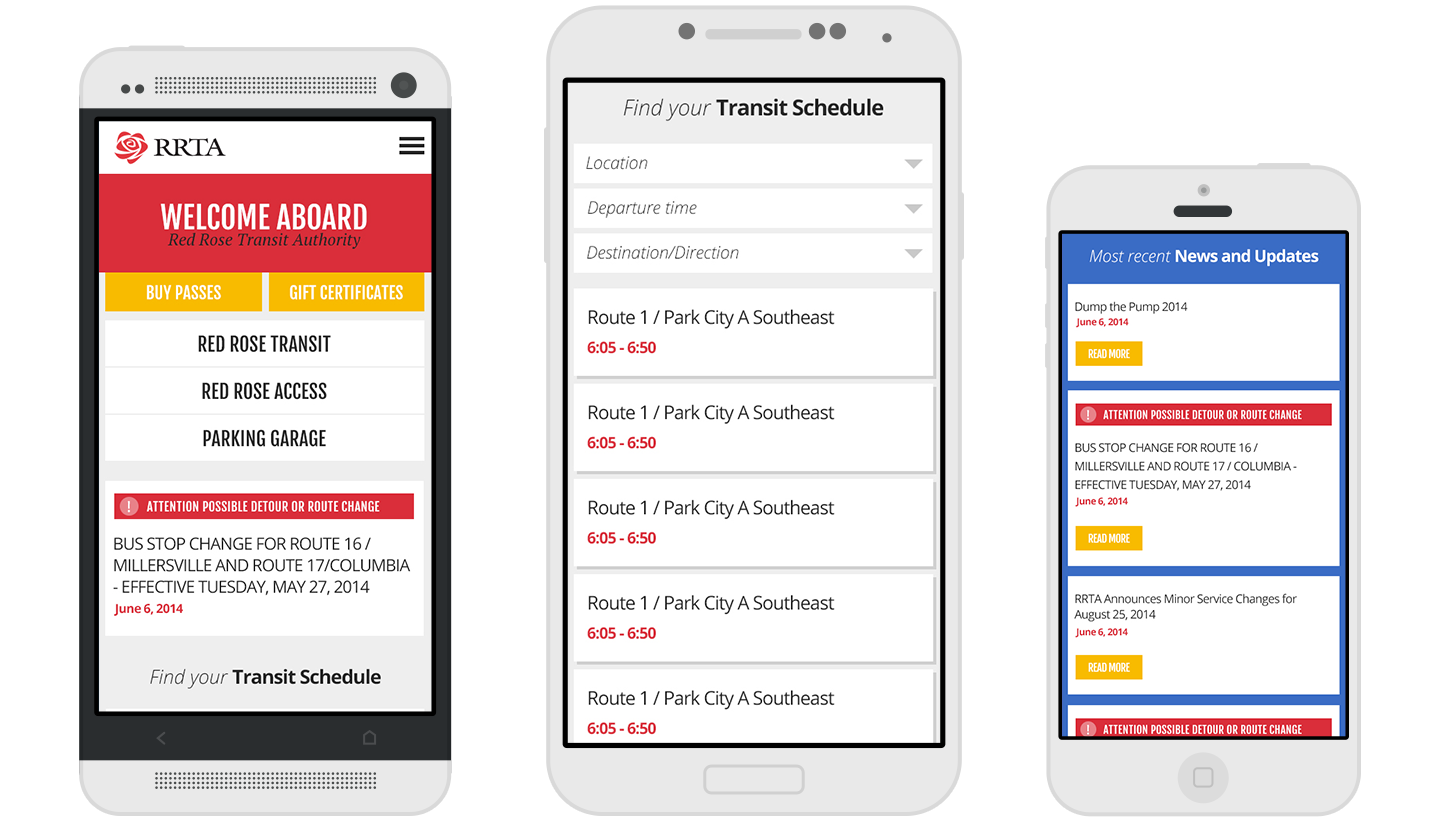 RRTA
WELCOME ABOARD
Red Rose Transit Authority
BUY PASSES
GIFT CERTIFICATES
RED ROSE TRANSIT
RED ROSE ACCESS
PARKING GARAGE
! ATTENTION POSSIBLE DETOUR OR ROUTE CHANGE
BUS STOP CHANGE FOR ROUTE 16 /
MILLERSVILLE AND ROUTE 17/COLUMBIA
- EFFECTIVE TUESDAY, MAY 27, 2014
June 6, 2014
Find your Transit Schedule
Find your Transit Schedule
Location
Departure time
Destination/Direction
Route 1 / Park City A Southeast
6:05 - 6:50
Route 1 / Park City A Southeast
6:05 - 6:50
Route 1 / Park City A Southeast
6:05 - 6:50
Route 1 / Park City A Southeast
6:05 - 6:50
Route 1 / Park City A Southeast
6:05 - 6:50
Most recent News and Updates
Dump the Pump 2014
June 6, 2014
READ MORE
! ATTENTION POSSIBLE DETOUR OR ROUTE CHANGE
BUS STOP CHANGE FOR ROUTE 16 /
MILLERSVILLE AND ROUTE 17 / COLUMBIA -
EFFECTIVE TUESDAY, MAY 27, 2014
June 6, 2014
READ MORE
RRTA Announces Minor Service Changes for
August 25, 2014
June 6, 2014
READ MORE
! ATTENTION POSSIBLE DETOUR OR ROUTE CHANGE